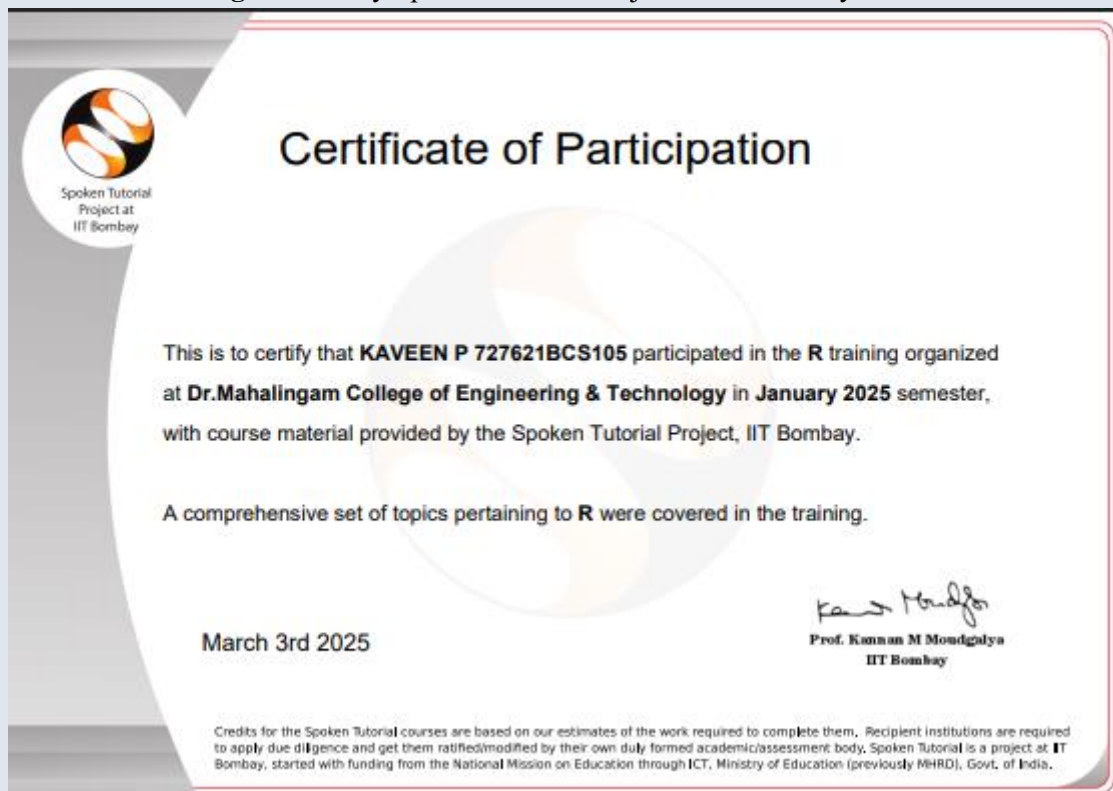 Spoken Tutorial
Project at
IIT Bombay
Certificate of Participation
This is to certify that KAVEEN P 727621BCS105 participated in the R training organized
at Dr.Mahalingam College of Engineering & Technology in January 2025 semester,
with course material provided by the Spoken Tutorial Project, IIT Bombay.
A comprehensive set of topics pertaining to R were covered in the training.
March 3rd 2025
Prof. Kannan M Moudgalya
IIT Bombay
Credits for the Spoken Tutorial courses are based on our estimates of the work required to complete them. Recipient institutions are required
to apply due diligence and get them ratified/modified by their own duly formed academic/assessment body. Spoken Tutorial is a project at IIT
Bombay, started with funding from the National Mission on Education through ICT, Ministry of Education (previously MHRD), Govt. of India.